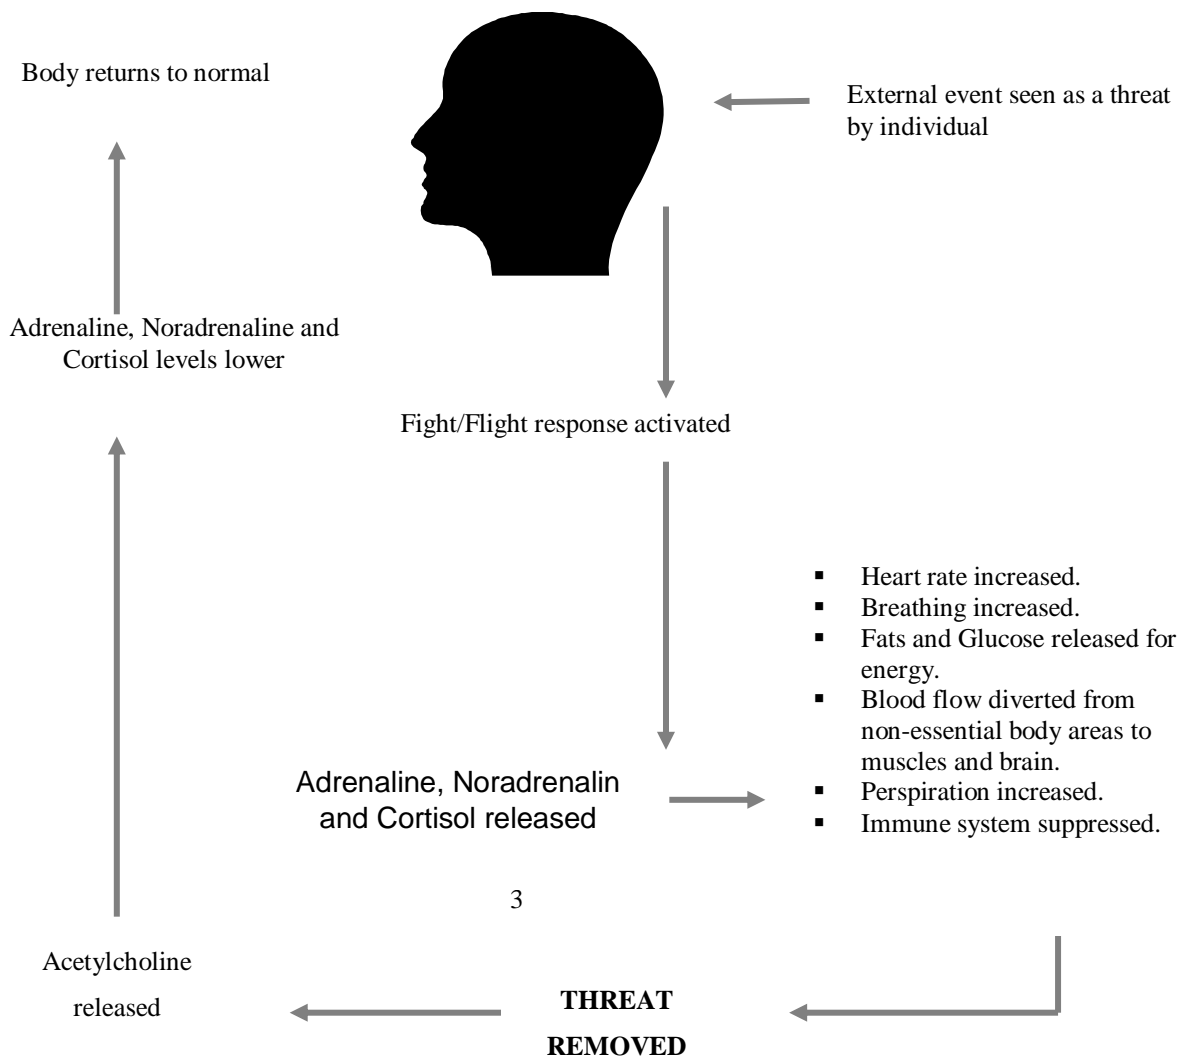 Body returns to normal
External event seen as a threat
by individual
Adrenaline, Noradrenaline and
Cortisol levels lower
Fight/Flight response activated
▪ Heart rate increased.
▪ Breathing increased.
▪ Fats and Glucose released for
energy.
▪ Blood flow diverted from
non-essential body areas to
muscles and brain.
▪ Perspiration increased.
▪ Immune system suppressed.
Adrenaline, Noradrenalin
and Cortisol released
3
Acetylcholine
released
THREAT
REMOVED